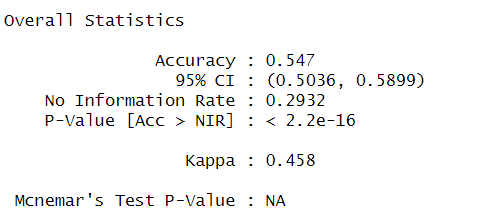 Overall Statistics
Accuracy : 0.547
95% CI : (0.5036, 0.5899)
No Information Rate : 0.2932
P-Value [Acc > NIR] : < 2.2e-16
Kappa : 0.458
Mcnemar's Test P-Value : NA